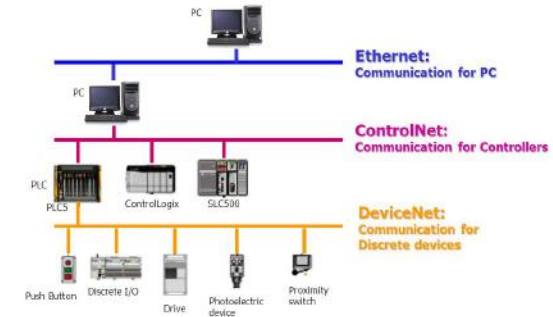 PC
Ethernet:
Communication for PC
PC
ControlNet:
Communication for Controllers
PLC
PLC5
ControlLogix
SLC500
DeviceNet:
Communication for
Discrete devices
Push Button
Discrete I/O
Drive
Photoelectric
device
Proximity
switch